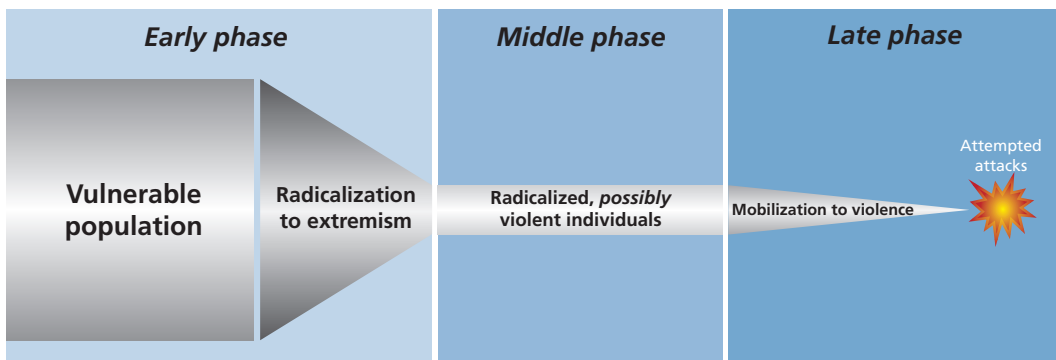 Early phase
Middle phase
Late phase
Vulnerable
population
Radicalization
to extremism
Radicalized, possibly
violent individuals
Mobilization to violence
Attempted
attacks